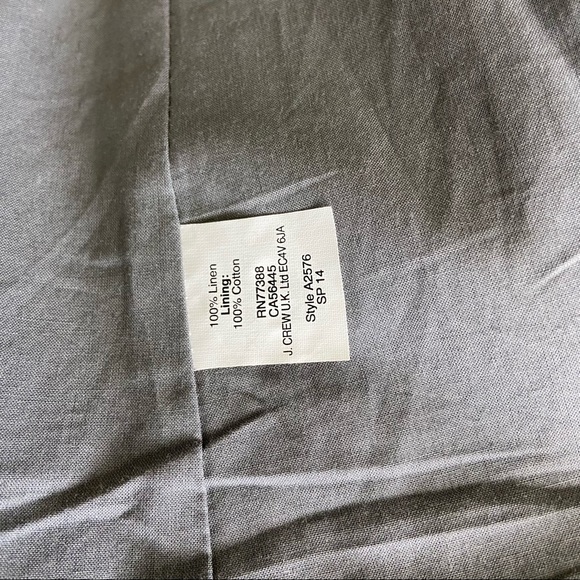 100% Linen
Lining:
100% Cotton
RN77388
CA56445
J. CREW U.K. Ltd EC4V 6JA
Style A2576
SP 14